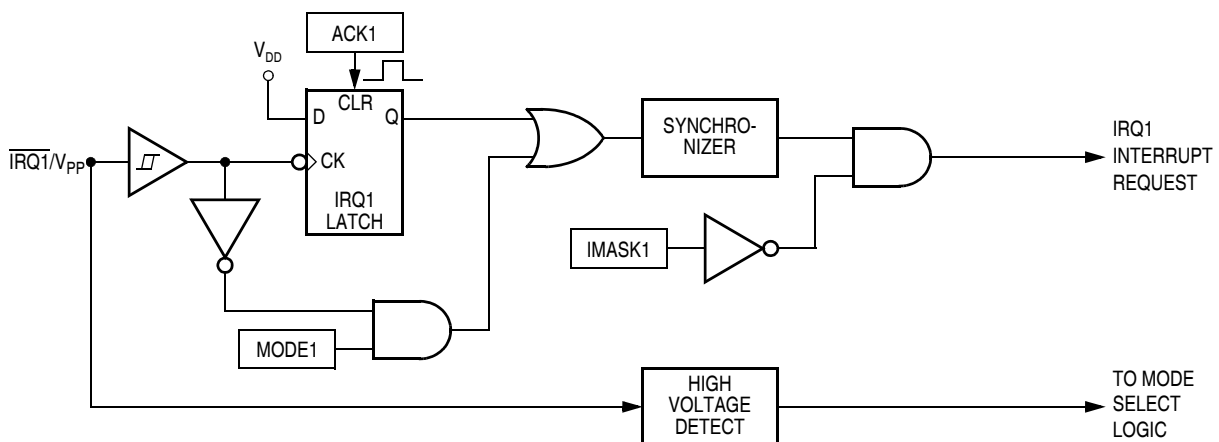 ACK1
V_DD
D
CLR
Q
I̅R̅Q̅1̅/V_PP
CK
IRQ1
LATCH
SYNCHRO-
NIZER
IRQ1
INTERRUPT
REQUEST
IMASK1
MODE1
HIGH
VOLTAGE
DETECT
TO MODE
SELECT
LOGIC